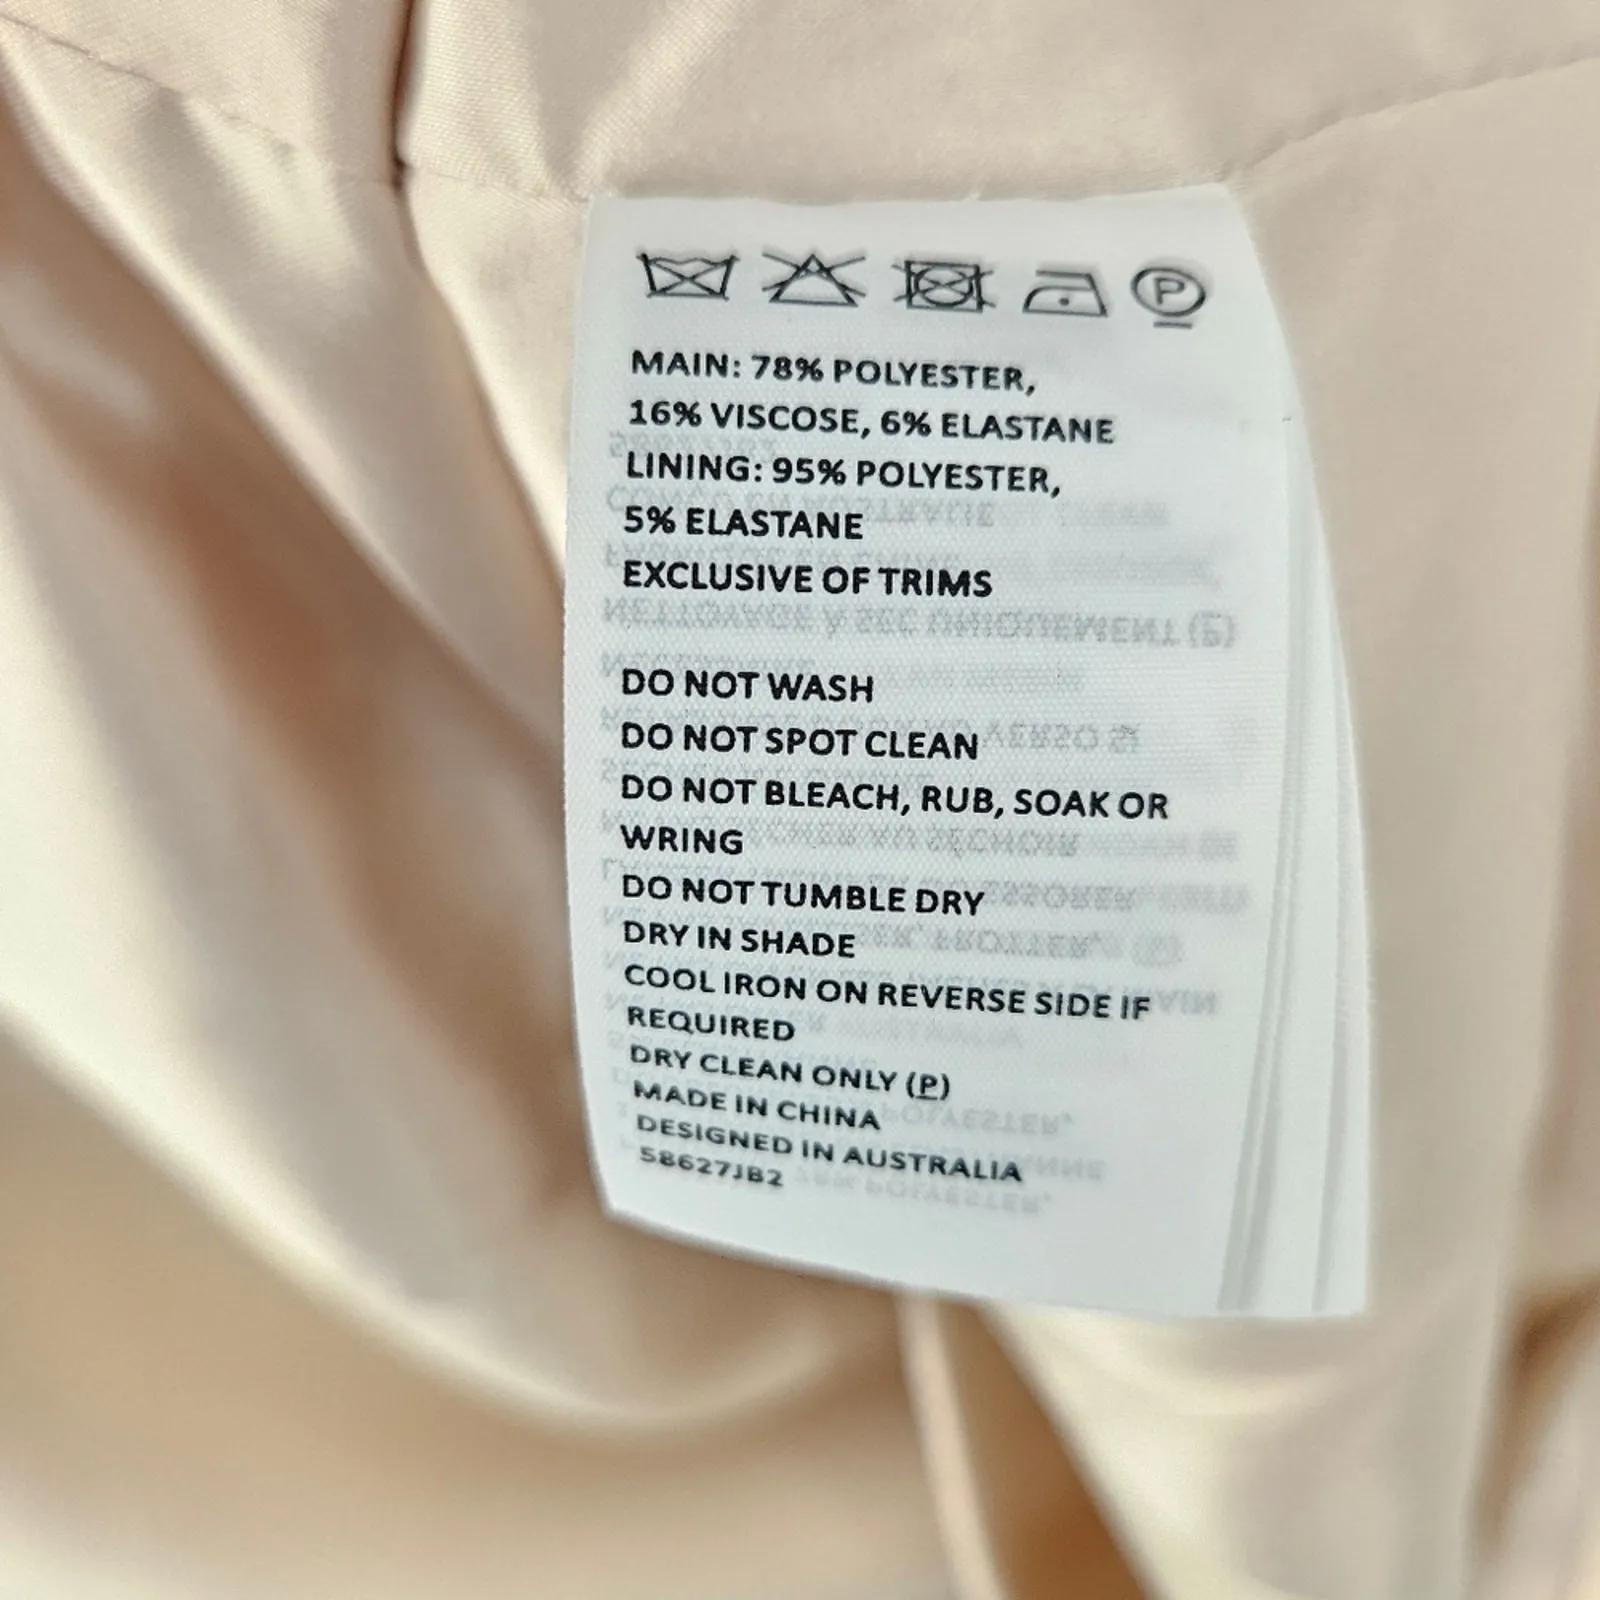 P
MAIN: 78% POLYESTER,
16% VISCOSE, 6% ELASTANE
LINING: 95% POLYESTER,
5% ELASTANE
EXCLUSIVE OF TRIMS
DO NOT WASH
DO NOT SPOT CLEAN
DO NOT BLEACH, RUB, SOAK OR
WRING
DO NOT TUMBLE DRY
DRY IN SHADE
COOL IRON ON REVERSE SIDE IF
REQUIRED
DRY CLEAN ONLY (P)
MADE IN CHINA
DESIGNED IN AUSTRALIA
58627JB2